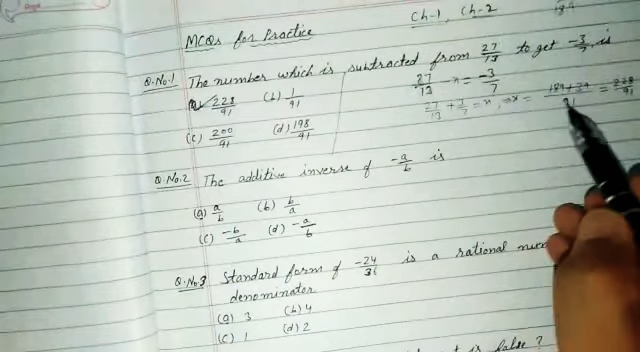 Ch-1, Ch-2
MCQs for Practice
Q.No.1 The number which is subtracted from 27/13 to get -3/7 is
(a) 228/91 (b) 1/91
(c) 200/91 (d) 198/91
27/13 - x = -3/7
27/13 + 3/7 = x, => x = 189+39/91 = 228/91
Q.No.2 The additive inverse of -a/b is
(a) a/b (b) b/a
(c) -b/a (d) -a/b
Q.No.3 Standard form of -24/36 is a rational
denominator
(a) 3 (b) 4
(c) 1 (d) 2
is false?